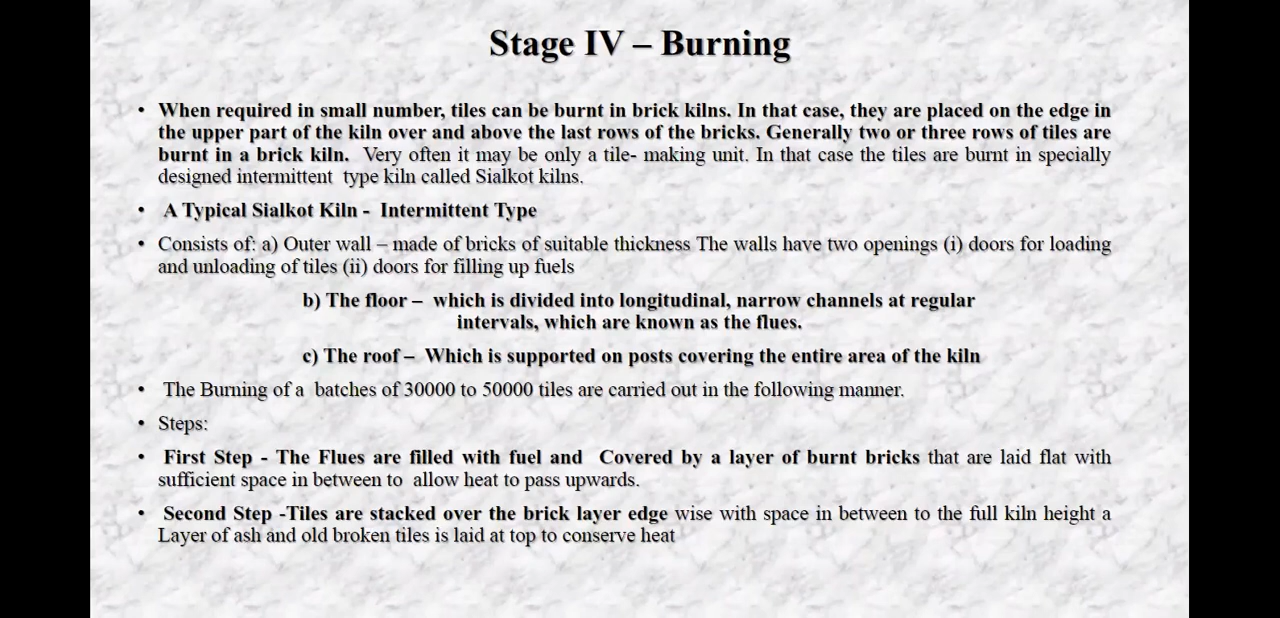 Stage IV – Burning
• When required in small number, tiles can be burnt in brick kilns. In that case, they are placed on the edge in
the upper part of the kiln over and above the last rows of the bricks. Generally two or three rows of tiles are
burnt in a brick kiln. Very often it may be only a tile- making unit. In that case the tiles are burnt in specially
designed intermittent type kiln called Sialkot kilns.
• A Typical Sialkot Kiln - Intermittent Type
• Consists of: a) Outer wall – made of bricks of suitable thickness The walls have two openings (i) doors for loading
and unloading of tiles (ii) doors for filling up fuels
b) The floor – which is divided into longitudinal, narrow channels at regular
intervals, which are known as the flues.
c) The roof – Which is supported on posts covering the entire area of the kiln
• The Burning of a batches of 30000 to 50000 tiles are carried out in the following manner.
• Steps:
• First Step - The Flues are filled with fuel and Covered by a layer of burnt bricks that are laid flat with
sufficient space in between to allow heat to pass upwards.
• Second Step -Tiles are stacked over the brick layer edge wise with space in between to the full kiln height a
Layer of ash and old broken tiles is laid at top to conserve heat